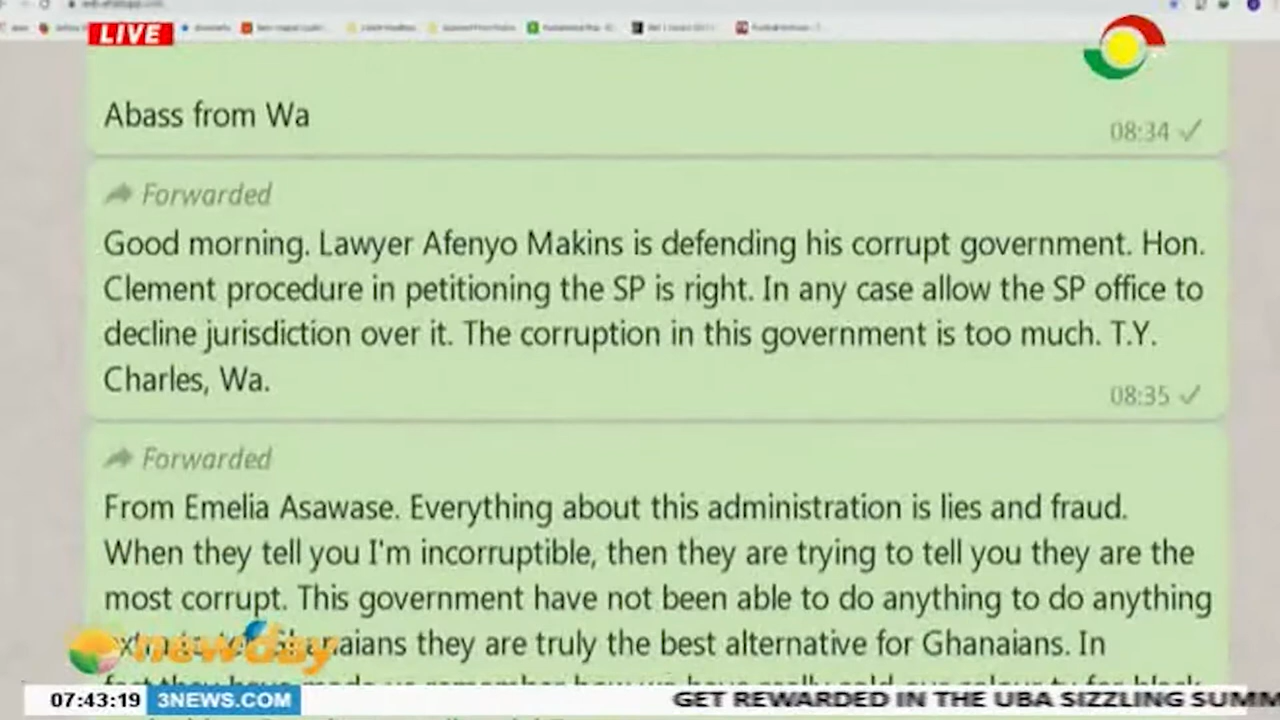 LIVE
Abass from Wa
08:34
Forwarded
Good morning. Lawyer Afenyo Makins is defending his corrupt government. Hon.
Clement procedure in petitioning the SP is right. In any case allow the SP office to
decline jurisdiction over it. The corruption in this government is too much. T.Y.
Charles, Wa.
08:35
Forwarded
From Emelia Asawase. Everything about this administration is lies and fraud.
When they tell you I'm incorruptible, then they are trying to tell you they are the
most corrupt. This government have not been able to do anything to do anything
Ghanaians they are truly the best alternative for Ghanaians. In
newday
07:43:19 3NEWS.COM GET REWARDED IN THE UBA SIZZLING SUMM